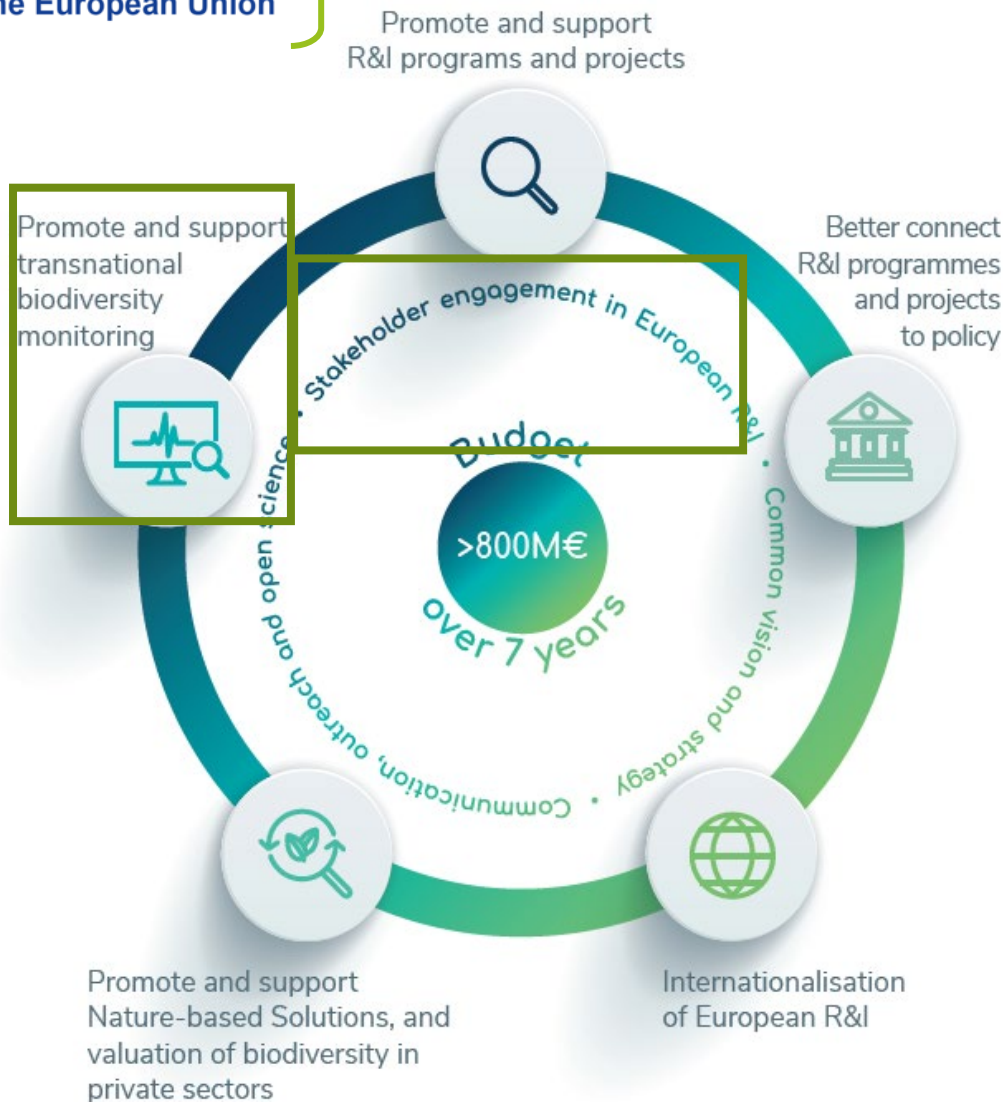 European Union
Promote and support
R&I programs and projects
Promote and support
transnational
biodiversity
monitoring
Better connect
R&I programmes
and projects
to policy
• Stakeholder engagement in European R&I • Common vision and strategy • Communication, outreach and open science
Budget
>800M€
over 7 years
Promote and support
Nature-based Solutions, and
valuation of biodiversity in
private sectors
Internationalisation
of European R&I